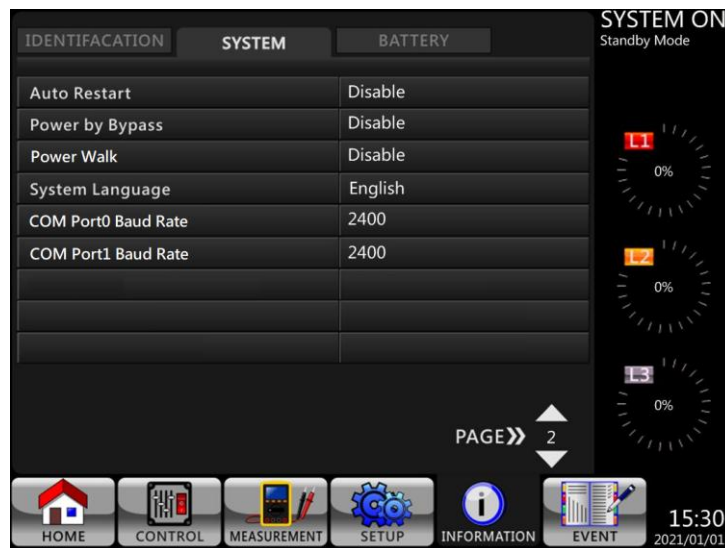 IDENTIFACATION SYSTEM BATTERY
SYSTEM ON
Standby Mode
Auto Restart Disable
Power by Bypass Disable
Power Walk Disable
System Language English
COM Port0 Baud Rate 2400
COM Port1 Baud Rate 2400
L1
0%
L2
0%
L3
0%
PAGE» 2
HOME CONTROL MEASUREMENT SETUP INFORMATION EVENT
15:30
2021/01/01